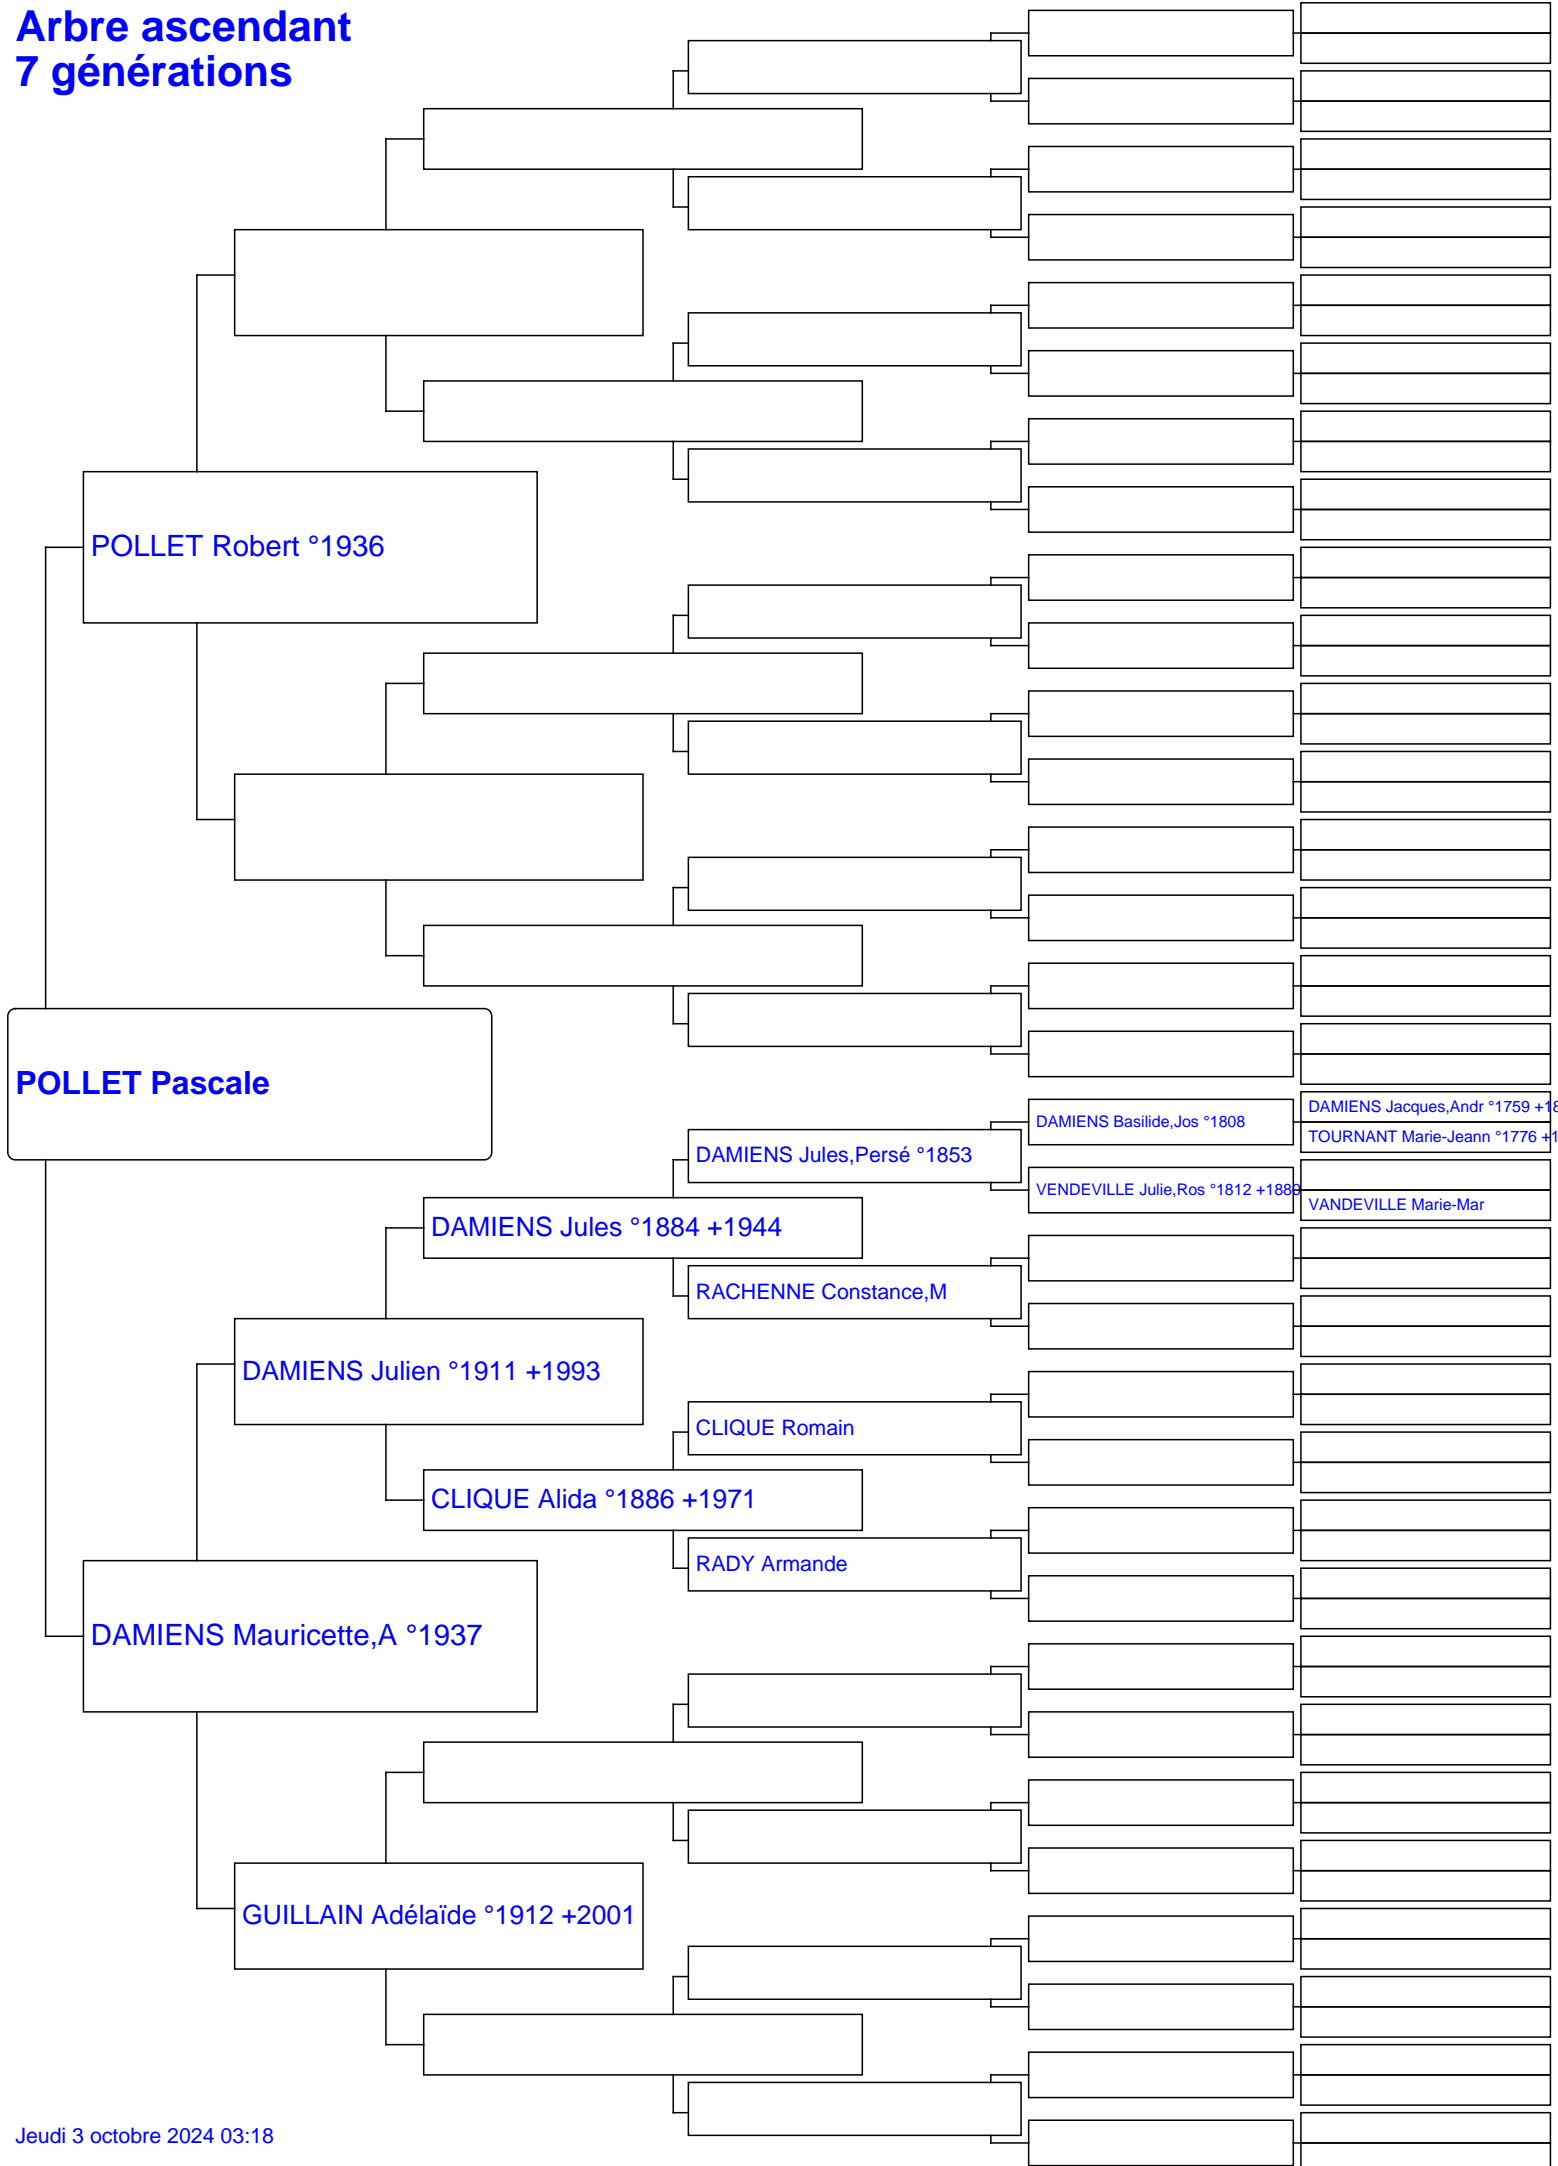 Arbre ascendant
7 générations
POLLET Robert °1936
POLLET Pascale
DAMIENS Jacques,Andr °1759 +18
DAMIENS Basilide,Jos °1808
TOURNANT Marie-Jeann °1776 +1
DAMIENS Jules,Persé °1853
VENDEVILLE Julie,Ros °1812 +1880
VANDEVILLE Marie-Mar
DAMIENS Jules °1884 +1944
RACHENNE Constance,M
DAMIENS Julien °1911 +1993
CLIQUE Romain
CLIQUE Alida °1886 +1971
RADY Armande
DAMIENS Mauricette,A °1937
GUILLAIN Adélaïde °1912 +2001
Jeudi 3 octobre 2024 03:18